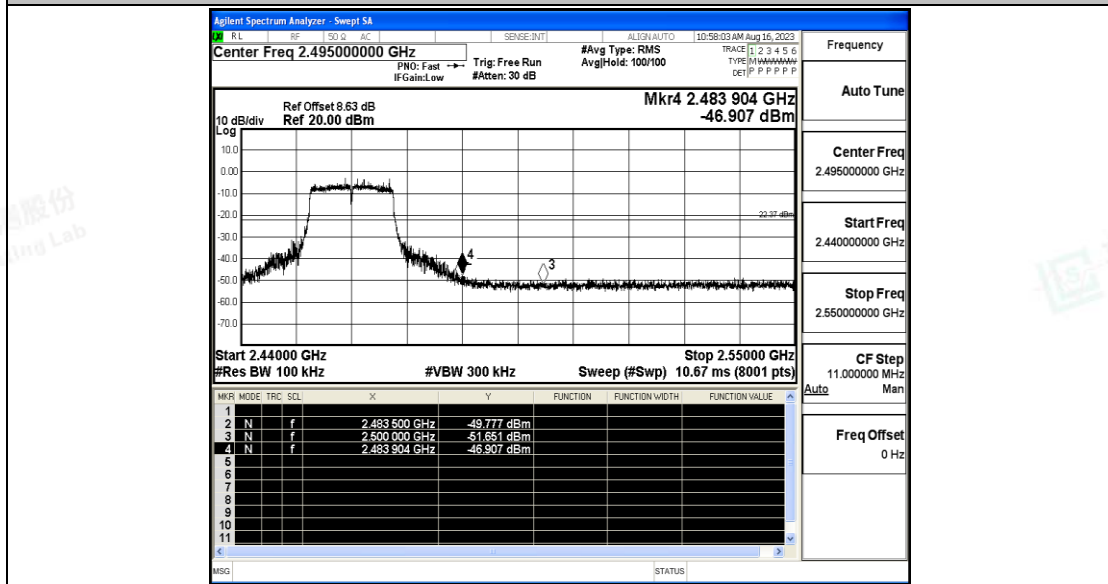 Agilent Spectrum Analyzer - Swept SA
RL RF 50 Ω AC SENSE:INT ALIGN AUTO 10:58:03 AM Aug 16, 2023
Center Freq 2.495000000 GHz
PNO: Fast
IFGain:Low
Trig: Free Run
#Atten: 30 dB
#Avg Type: RMS
Avg|Hold: 100/100
TRACE 1 2 3 4 5 6
TYPE M
DET P P P P P P
Ref Offset 8.63 dB
10 dB/div Ref 20.00 dBm
Log
Mkr4 2.483 904 GHz
-46.907 dBm
10.0
0.00
-10.0
-20.0
-30.0
-40.0
-50.0
-60.0
-70.0
4
3
Start 2.44000 GHz Stop 2.55000 GHz
#Res BW 100 kHz #VBW 300 kHz Sweep (#Swp) 10.67 ms (8001 pts)
MKR MODE TRC SCL X Y FUNCTION FUNCTION WIDTH FUNCTION VALUE
1
2 N f 2.483 500 GHz -49.777 dBm
3 N f 2.500 000 GHz -51.651 dBm
4 N f 2.483 904 GHz -46.907 dBm
5
6
7
8
9
10
11
MSG STATUS
Frequency
Auto Tune
Center Freq
2.495000000 GHz
Start Freq
2.440000000 GHz
Stop Freq
2.550000000 GHz
CF Step
11.000000 MHz
Auto Man
Freq Offset
0 Hz
股份
Lab